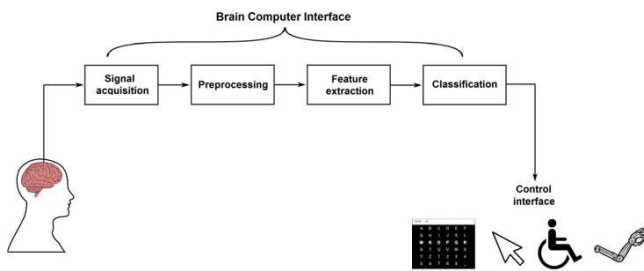 Brain Computer Interface
Signal
acquisition
Preprocessing
Feature
extraction
Classification
Control
interface